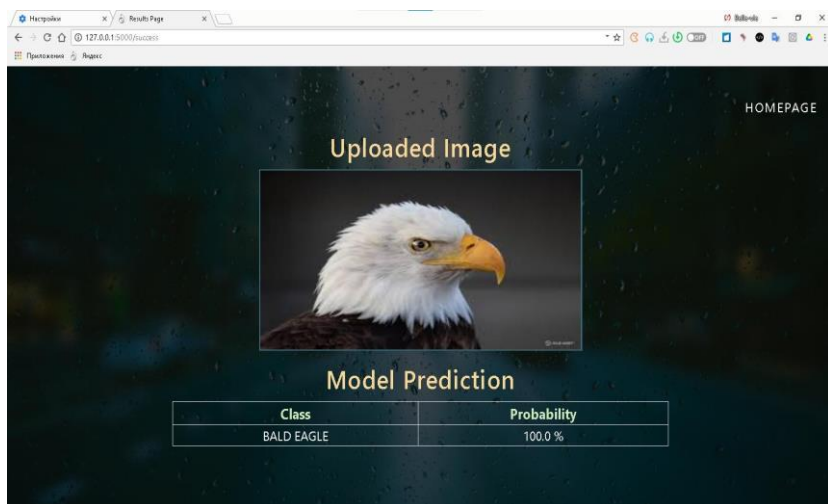 Настройки
Results Page
127.0.0.1:5000/success
Приложения
Яндекс
HOMEPAGE
Uploaded Image
Model Prediction
Class Probability
BALD EAGLE 100.0 %